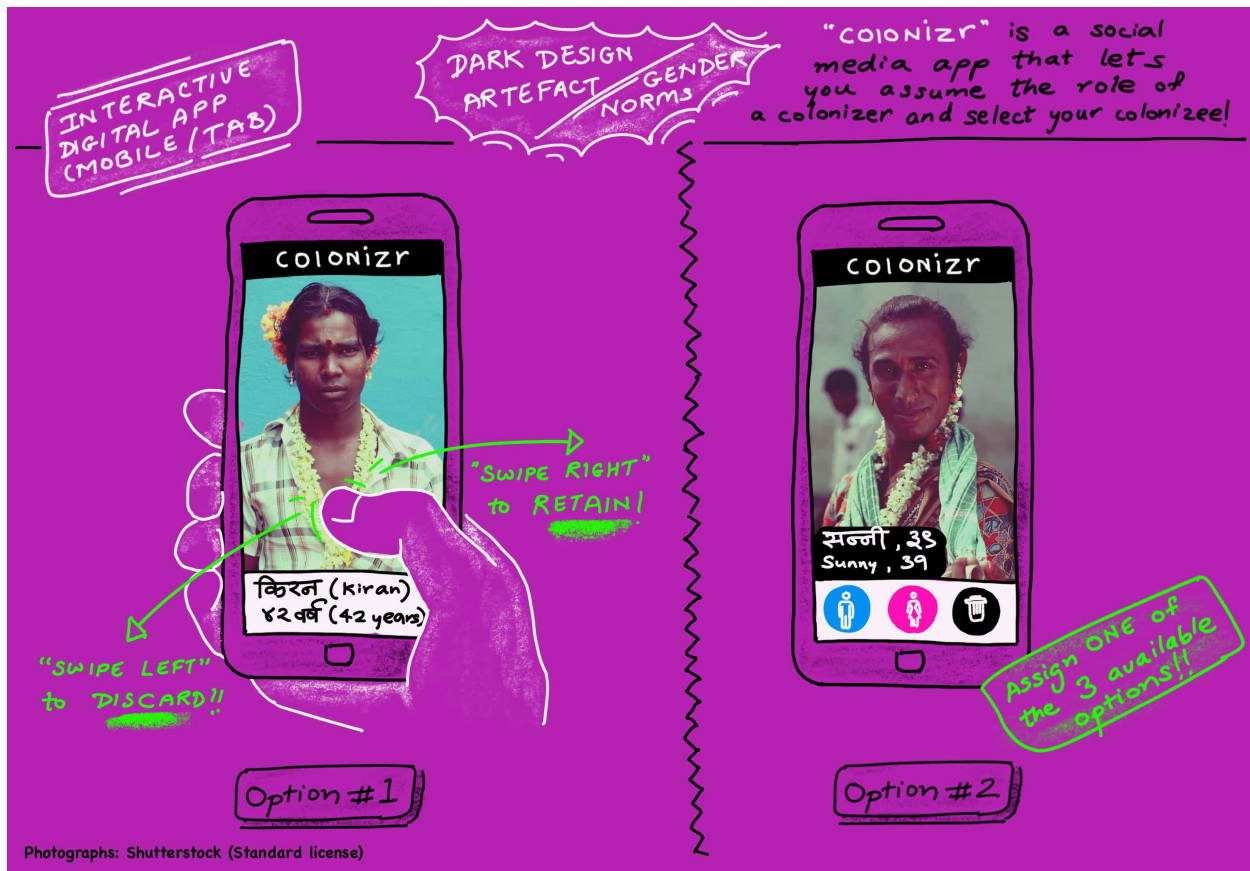 INTERACTIVE
DIGITAL APP
(MOBILE / TAB)
DARK DESIGN
ARTEFACT
GENDER
NORMS
"COlONiZr" is a social
media app that let's
you assume the role of
a colonizer and select your colonizee!
COlONiZr
"SWIPE RIGHT"
to RETAIN!
किरन (Kiran)
४२ वर्ष (42 years)
"SWIPE LEFT"
to DISCARD!!
Option #1
COlONiZr
सन्नी, ३९
Sunny, 39
Assign ONE of
the 3 available
options!!
Option #2
Photographs: Shutterstock (Standard license)